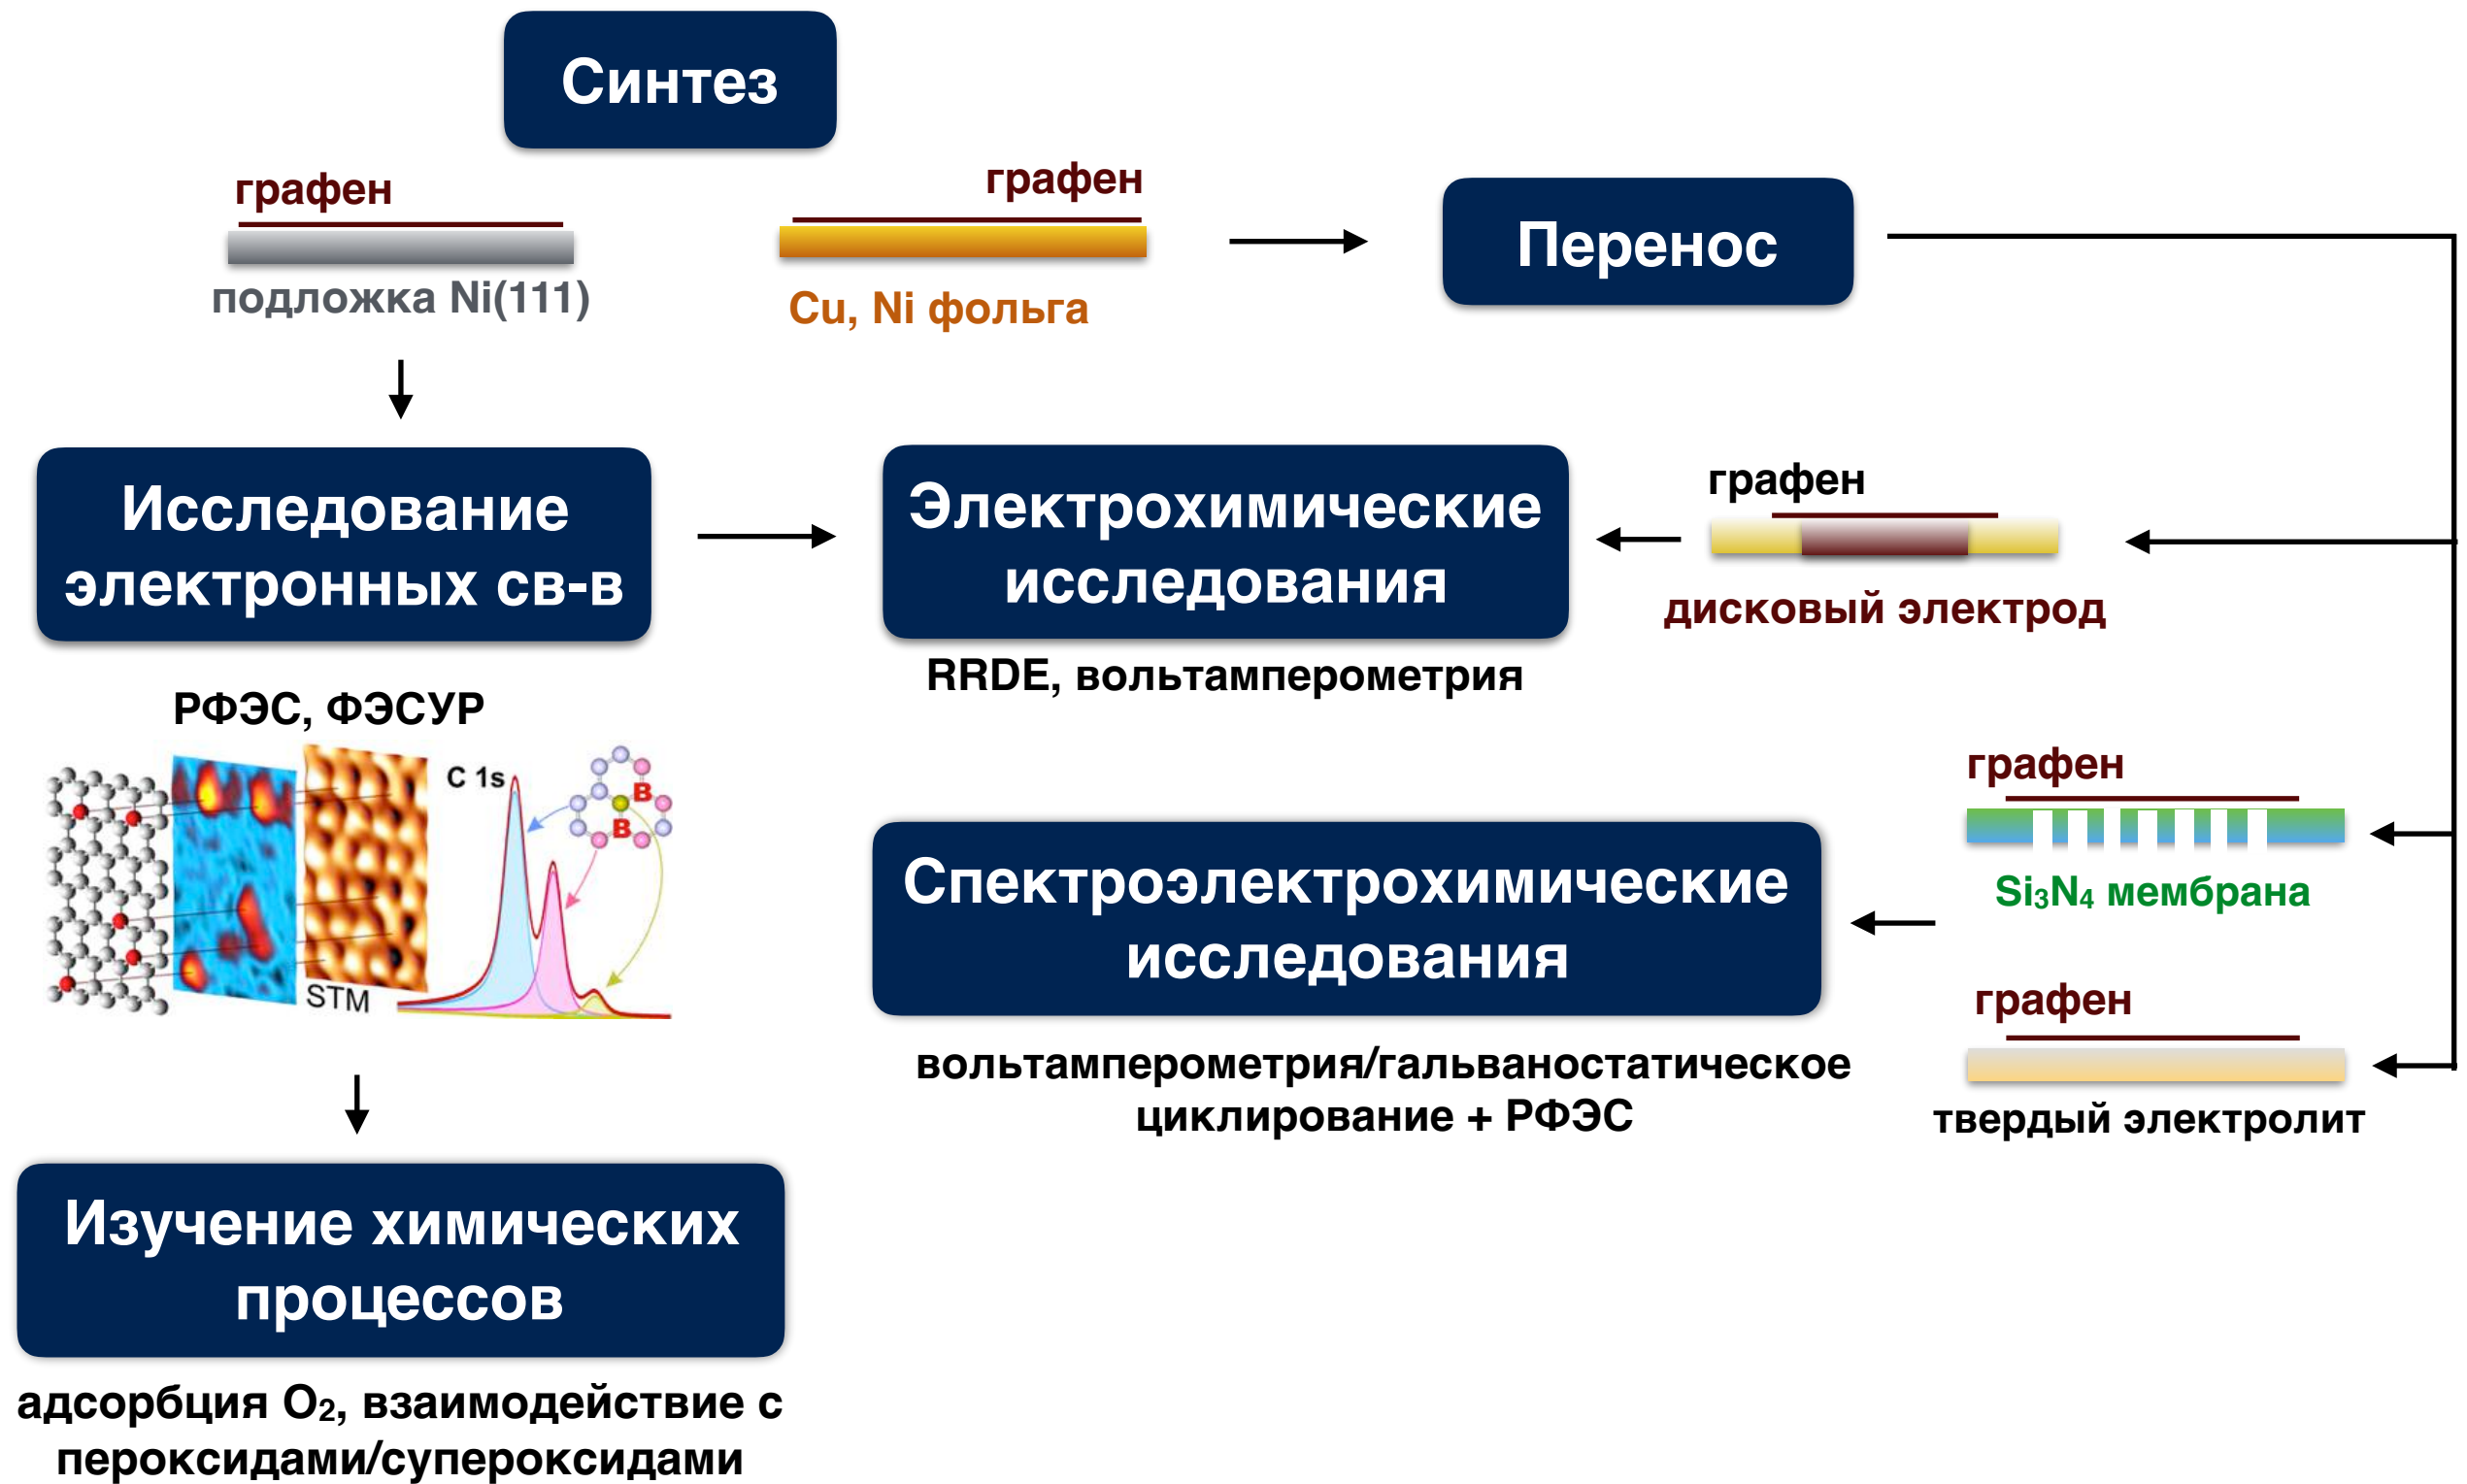 Синтез
графен
подложка Ni(111)
графен
Cu, Ni фольга
Перенос
Исследование
электронных св-в
РФЭС, ФЭСУР
Электрохимические
исследования
RRDE, вольтамперометрия
графен
дисковый электрод
C 1s
B
B
STM
графен
Si₃N₄ мембрана
Спектроэлектрохимические
исследования
вольтамперометрия/гальваностатическое
циклирование + РФЭС
графен
твердый электролит
Изучение химических
процессов
адсорбция O₂, взаимодействие с
пероксидами/супероксидами